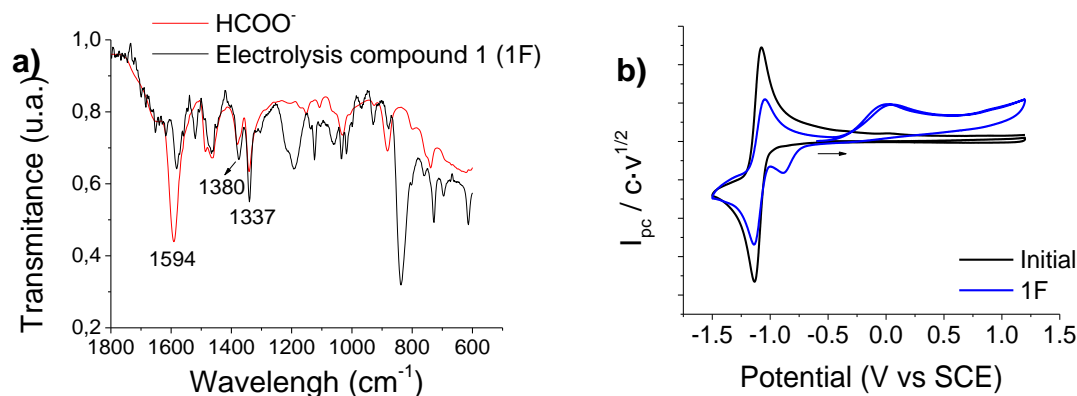 a)
HCOO⁻
Electrolysis compound 1 (1F)
Transmitance (u.a.)
1,0
0,8
0,6
0,4
0,2
1380
1337
1594
1800 1600 1400 1200 1000 800 600
Wavelengh (cm⁻¹)
b)
I_pc / c·v^1/2
Initial
1F
-1.5 -1.0 -0.5 0.0 0.5 1.0 1.5
Potential (V vs SCE)